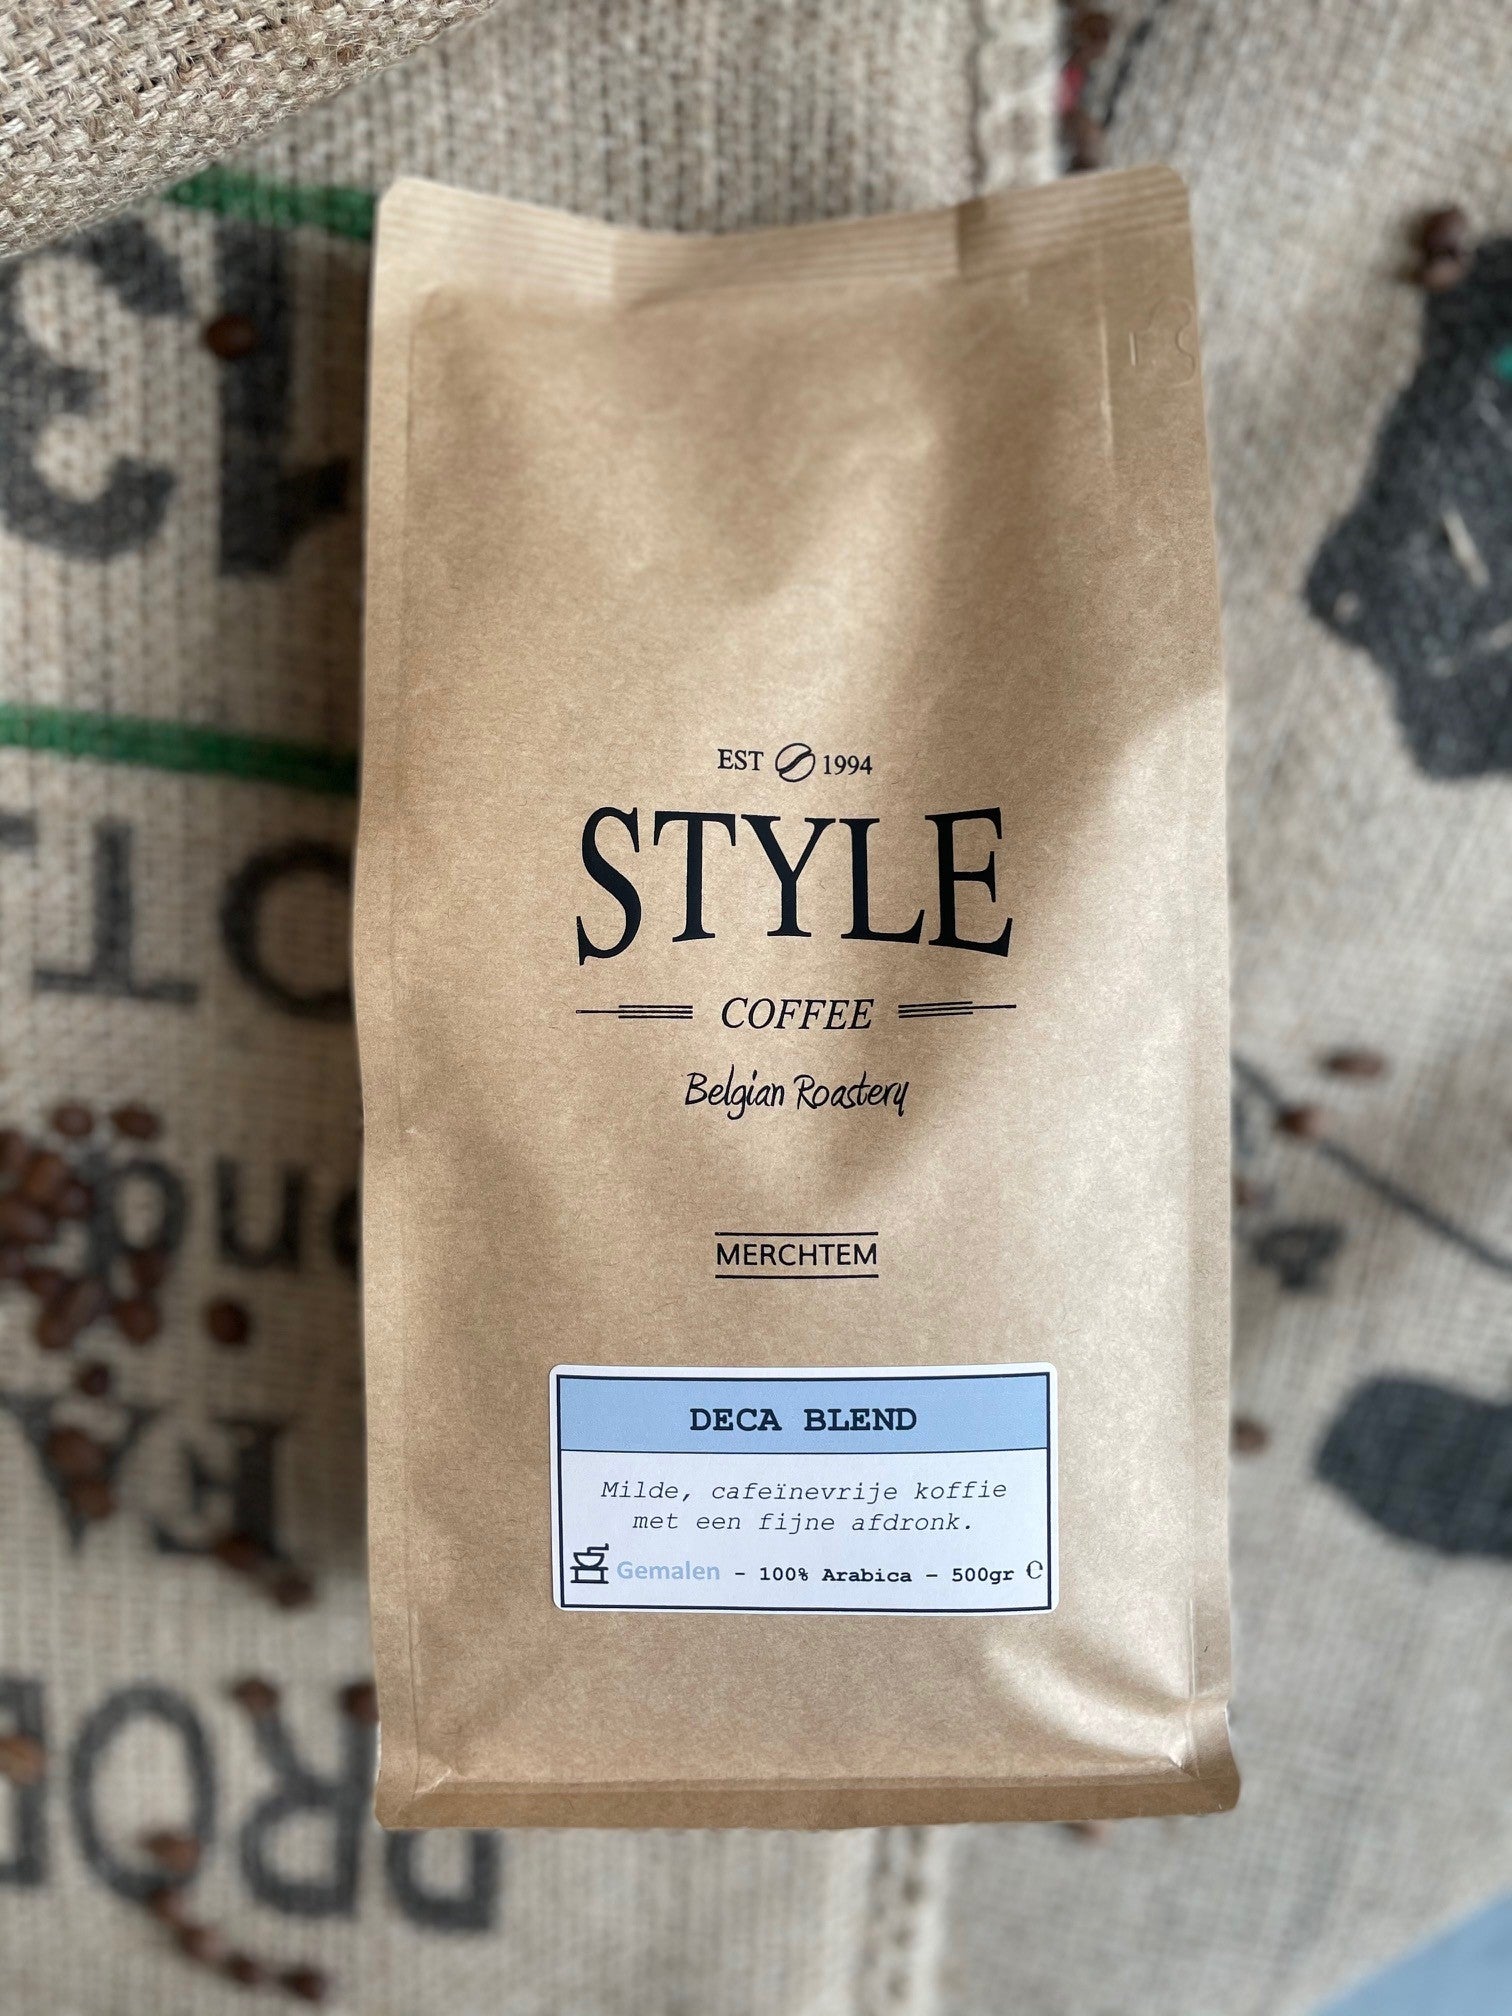 EST 1994
STYLE
COFFEE
Belgian Roastery
MERCHTEM
DECA BLEND
Milde, cafeïnevrije koffie
met een fijne afdronk.
Gemalen - 100% Arabica - 500gr ℮